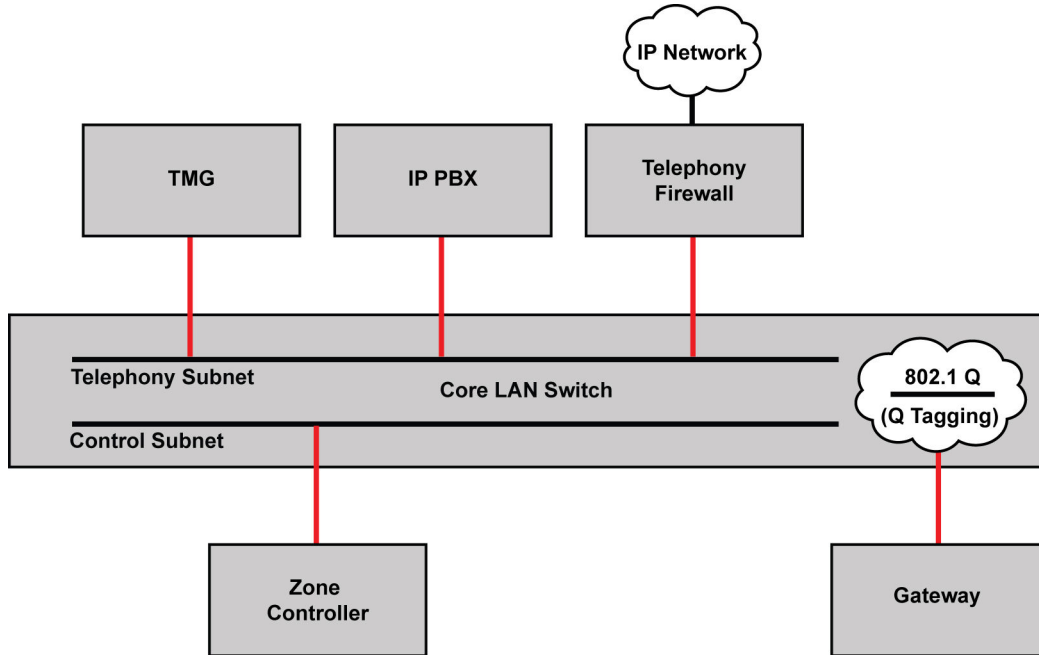 IP Network
TMG
IP PBX
Telephony
Firewall
Telephony Subnet
Core LAN Switch
802.1 Q
(Q Tagging)
Control Subnet
Zone
Controller
Gateway